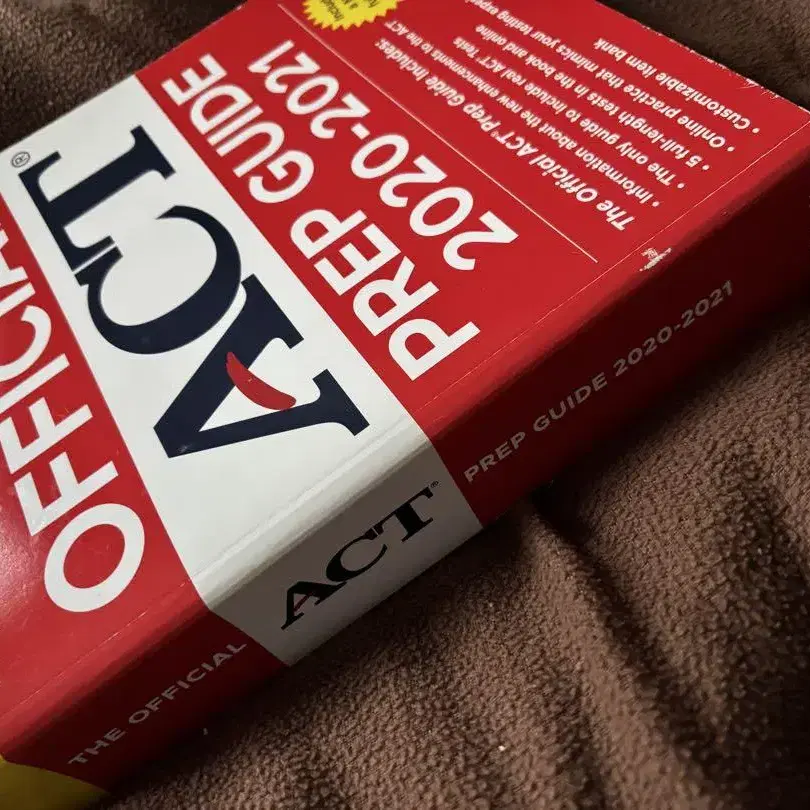 OFFICIAL
ACT®
PREP GUIDE
2020-2021
The Official ACT® Prep Guide Includes:
• Information about the new enhancements to the ACT
• The only guide to include real ACT® Tests
• 5 full-length tests in the book and online
• Online practice that mimics your testing
• Customizable item bank
THE OFFICIAL ACT® PREP GUIDE 2020-2021